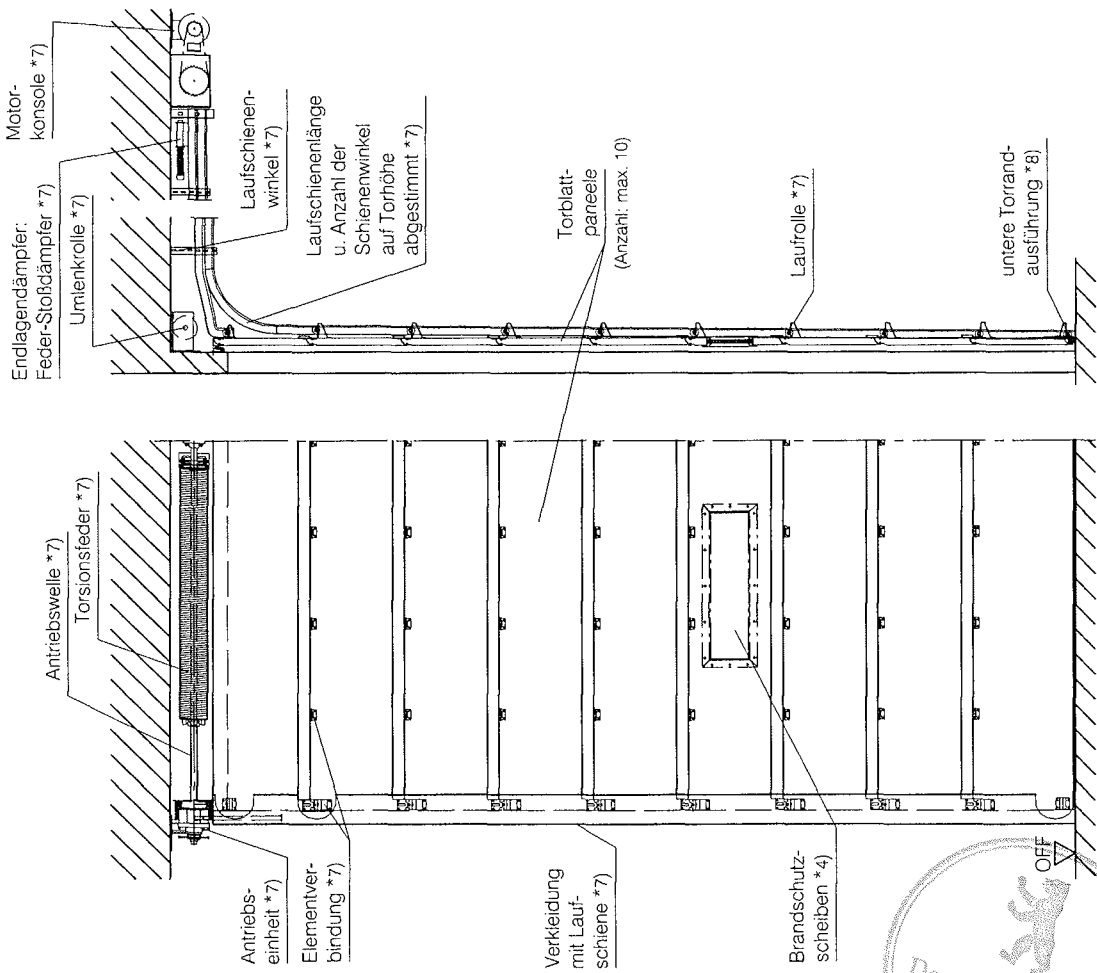 Motor-
konsole *7)
Endlagendämpfer:
Feder-Stoßdämpfer *7)
Umlenkrolle *7)
Laufschienen-
winkel *7)
Laufschienenlänge
u. Anzahl der
Schienenwinkel
auf Torhöhe
abgestimmt *7)
Torblatt-
paneele
(Anzahl: max. 10)
Laufrolle *7)
untere Torrand-
ausführung *8)
Antriebswelle *7)
Torsionsfeder *7)
Antriebs-
einheit *7)
Elementver-
bindung *7)
Verkleidung
mit Lauf-
schiene *7)
Brandschutz-
scheiben *4)
OFF